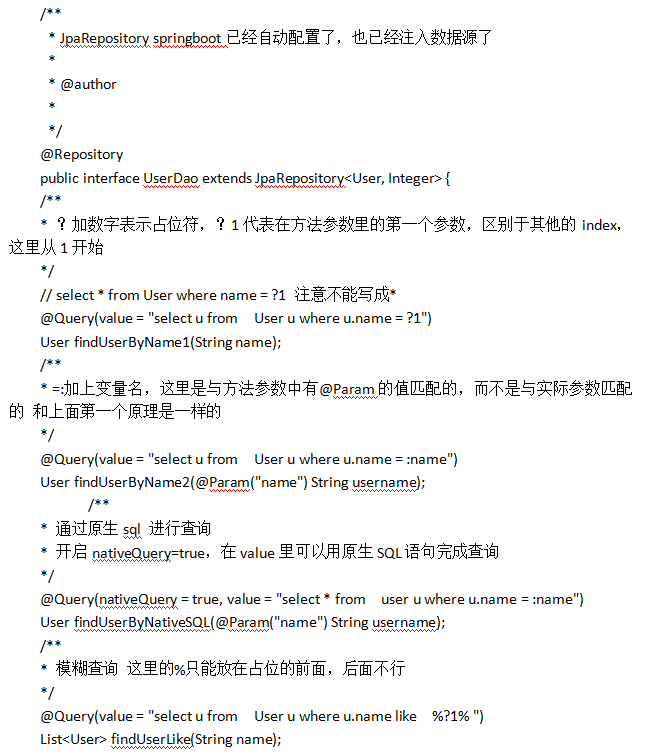 /**
* JpaRepository springboot 已经自动配置了，也已经注入数据源了
*
* @author
*
*/
@Repository
public interface UserDao extends JpaRepository<User, Integer> {
/**
* ？加数字表示占位符，？1 代表在方法参数里的第一个参数，区别于其他的 index，
这里从 1 开始
*/
// select * from User where name = ?1 注意不能写成*
@Query(value = "select u from    User u where u.name = ?1")
User findUserByName1(String name);
/**
* =:加上变量名，这里是与方法参数中有@Param 的值匹配的，而不是与实际参数匹配
的 和上面第一个原理是一样的
*/
@Query(value = "select u from    User u where u.name = :name")
User findUserByName2(@Param("name") String username);
/**
* 通过原生 sql 进行查询
* 开启 nativeQuery=true，在 value 里可以用原生 SQL 语句完成查询
*/
@Query(nativeQuery = true, value = "select * from    user u where u.name = :name")
User findUserByNativeSQL(@Param("name") String username);
/**
* 模糊查询 这里的%只能放在占位的前面，后面不行
*/
@Query(value = "select u from    User u where u.name like    %?1% ")
List<User> findUserLike(String name);